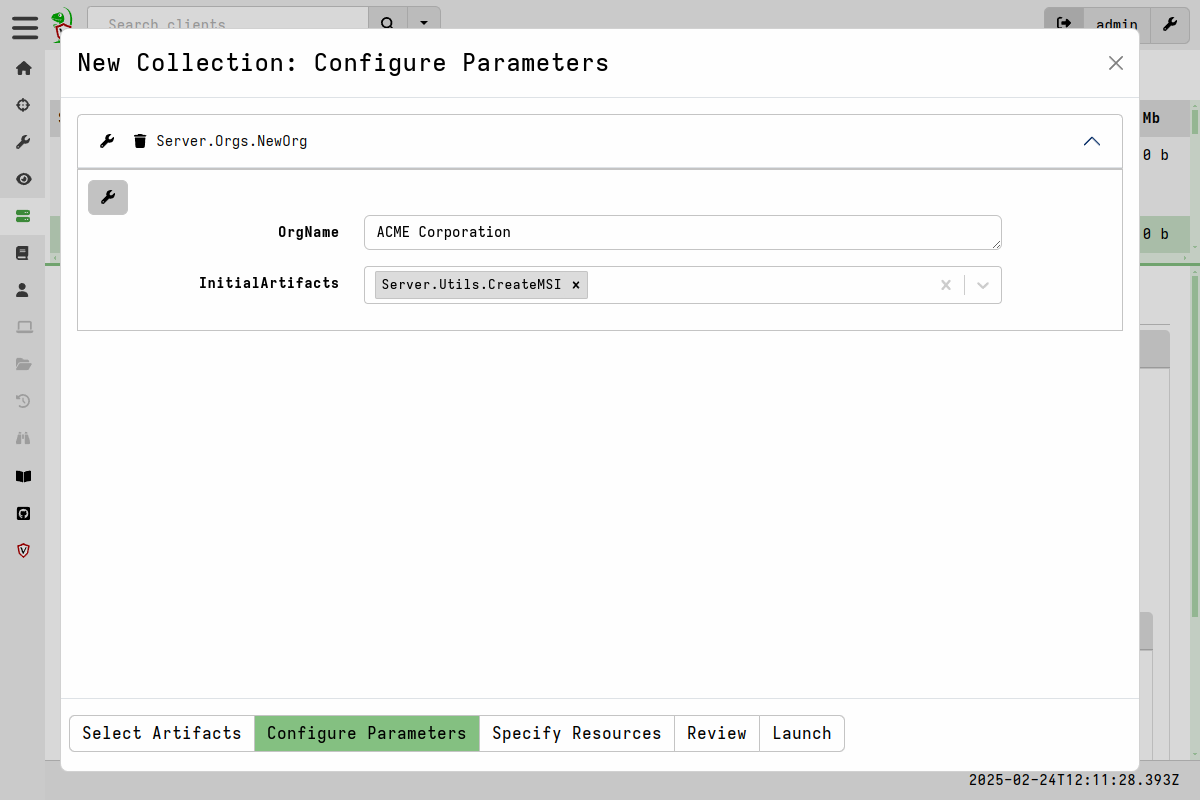 Search clients
admin
New Collection: Configure Parameters
Mb
Server.Orgs.NewOrg
0 b
OrgName
ACME Corporation
0 b
InitialArtifacts
Server.Utils.CreateMSI ×
Select Artifacts
Configure Parameters
Specify Resources
Review
Launch
2025-02-24T12:11:28.393Z